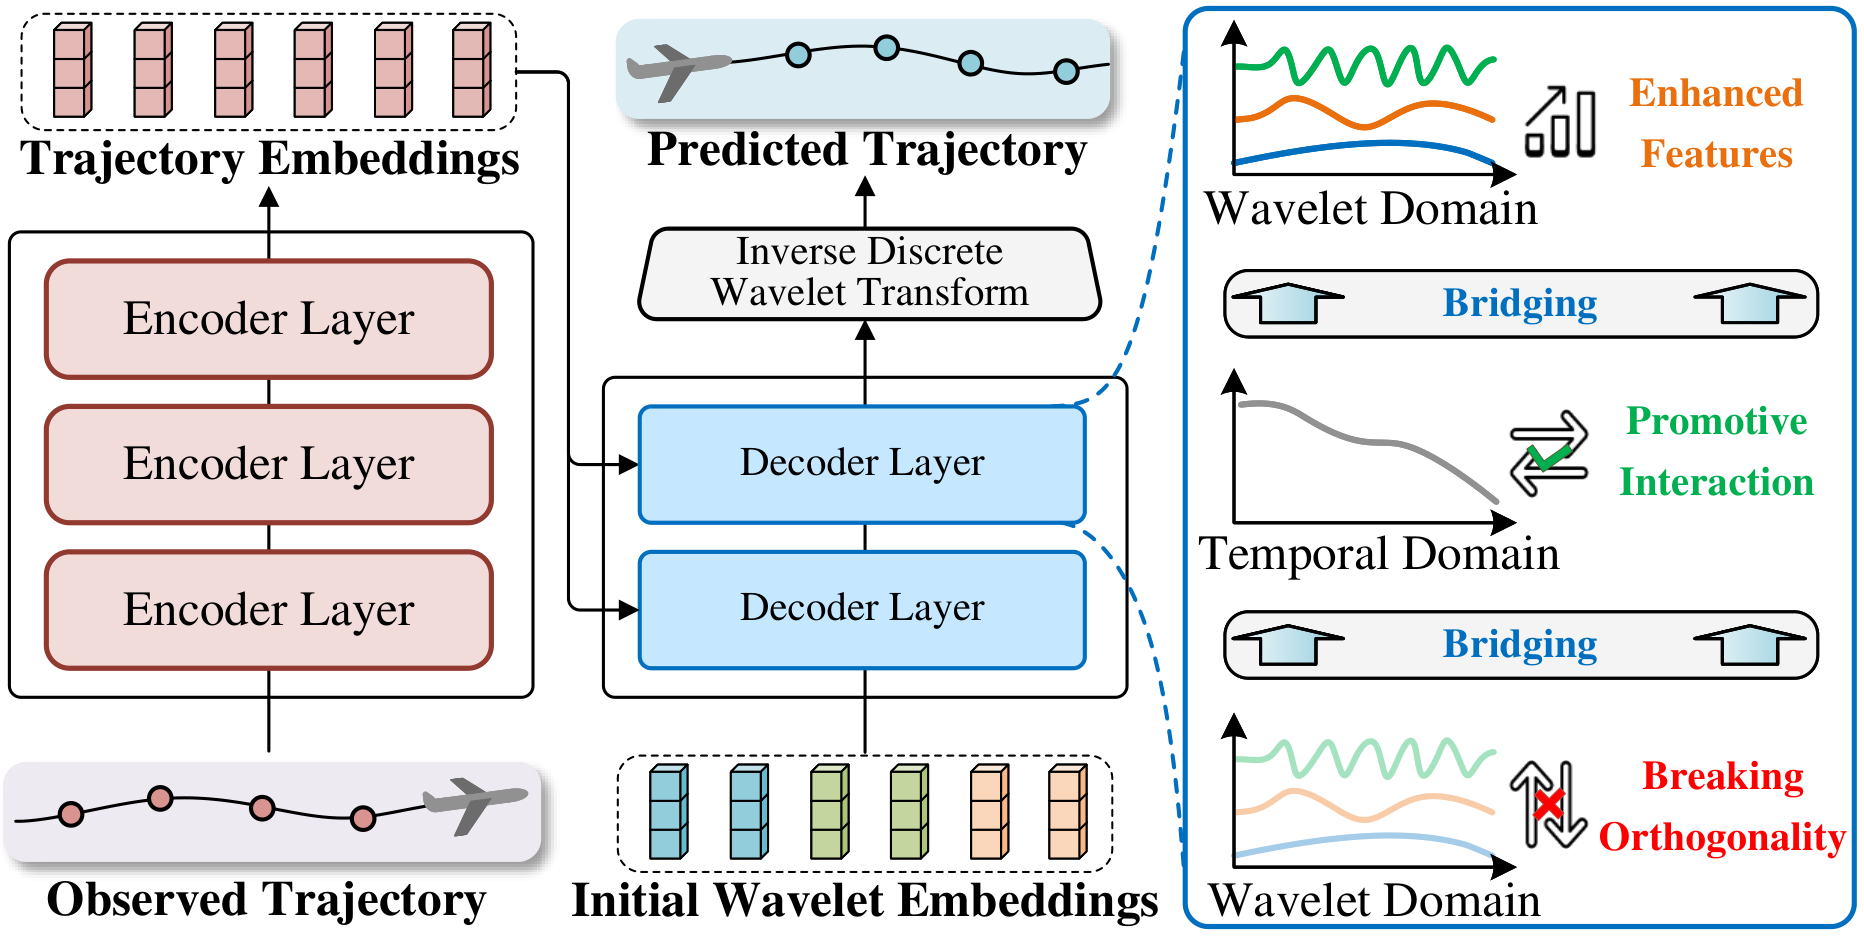 Trajectory Embeddings
Encoder Layer
Encoder Layer
Encoder Layer
Observed Trajectory
Predicted Trajectory
Inverse Discrete
Wavelet Transform
Decoder Layer
Decoder Layer
Initial Wavelet Embeddings
Enhanced
Features
Wavelet Domain
Bridging
Promotive
Interaction
Temporal Domain
Bridging
Breaking
Orthogonality
Wavelet Domain